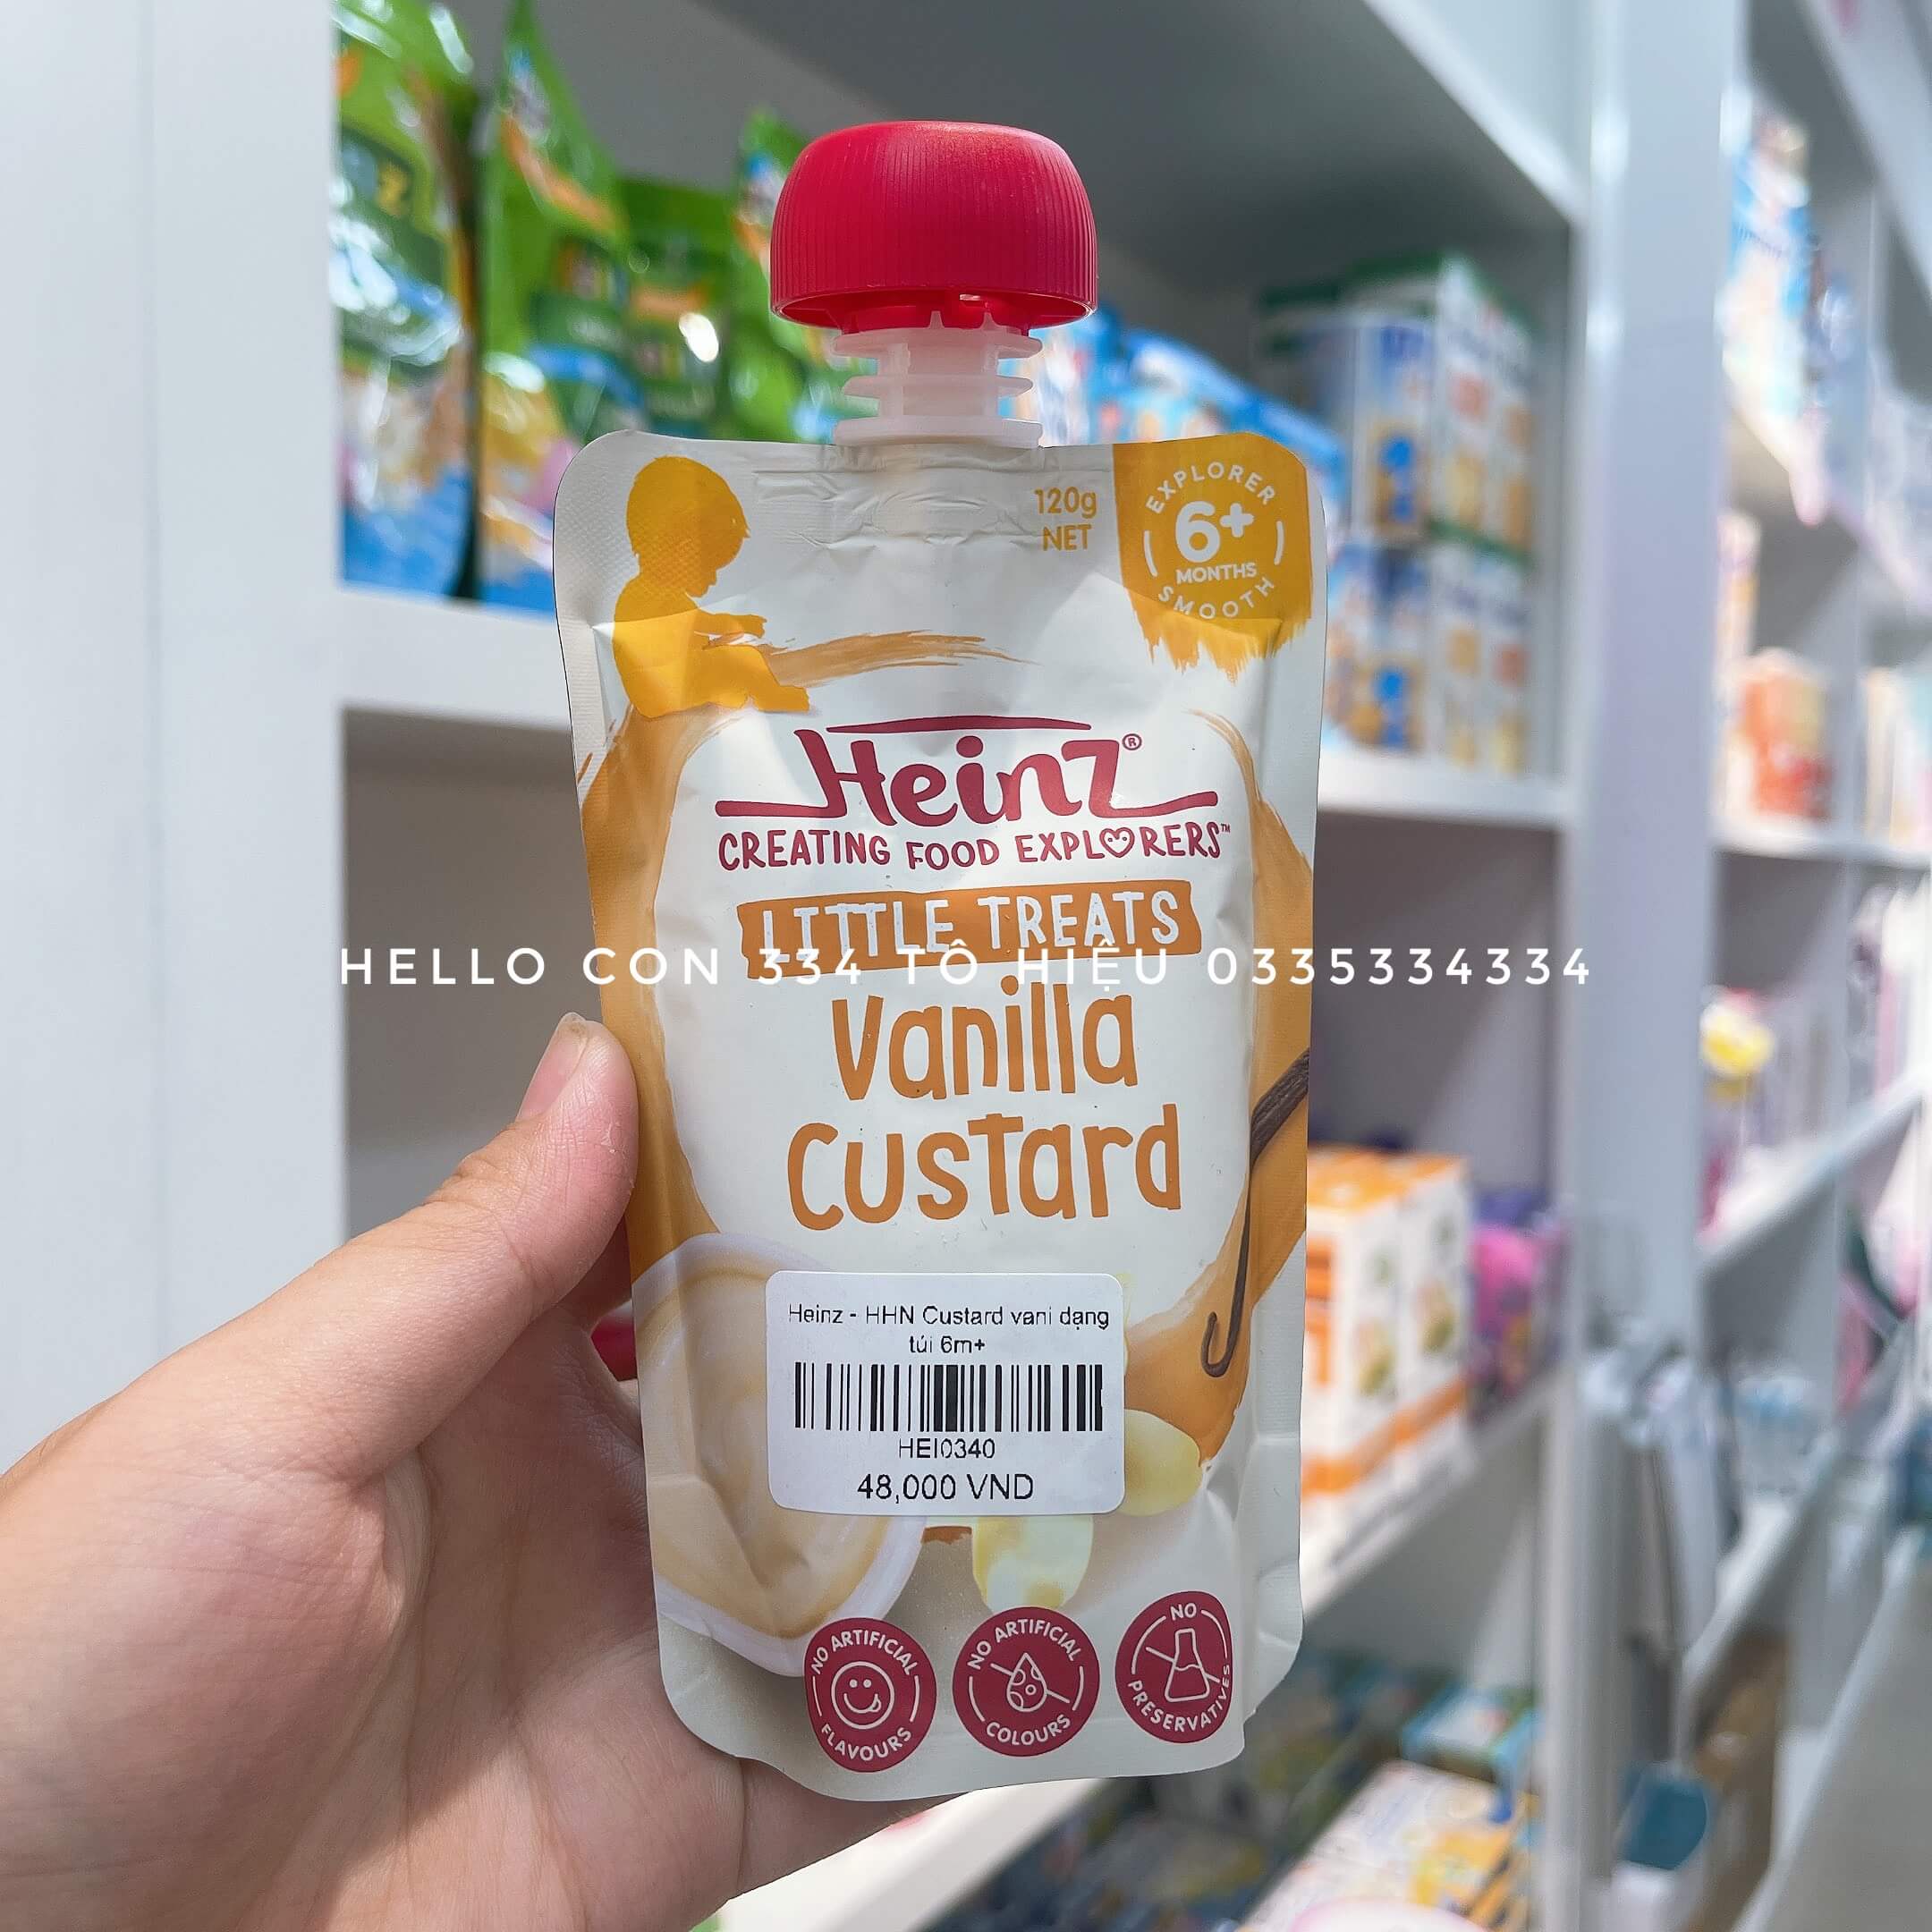 120g
NET
EXPLORER
6+
MONTHS
SMOOTH
Heinz®
CREATING FOOD EXPLORERS™
LITTLE TREATS
HELLO CON 334 TÔ HIỆU 0335334334
Vanilla
Custard
Heinz - HHN Custard vani dạng
túi 6m+
HEI0340
48,000 VND
NO ARTIFICIAL
FLAVOURS
NO ARTIFICIAL
COLOURS
NO
PRESERVATIVES